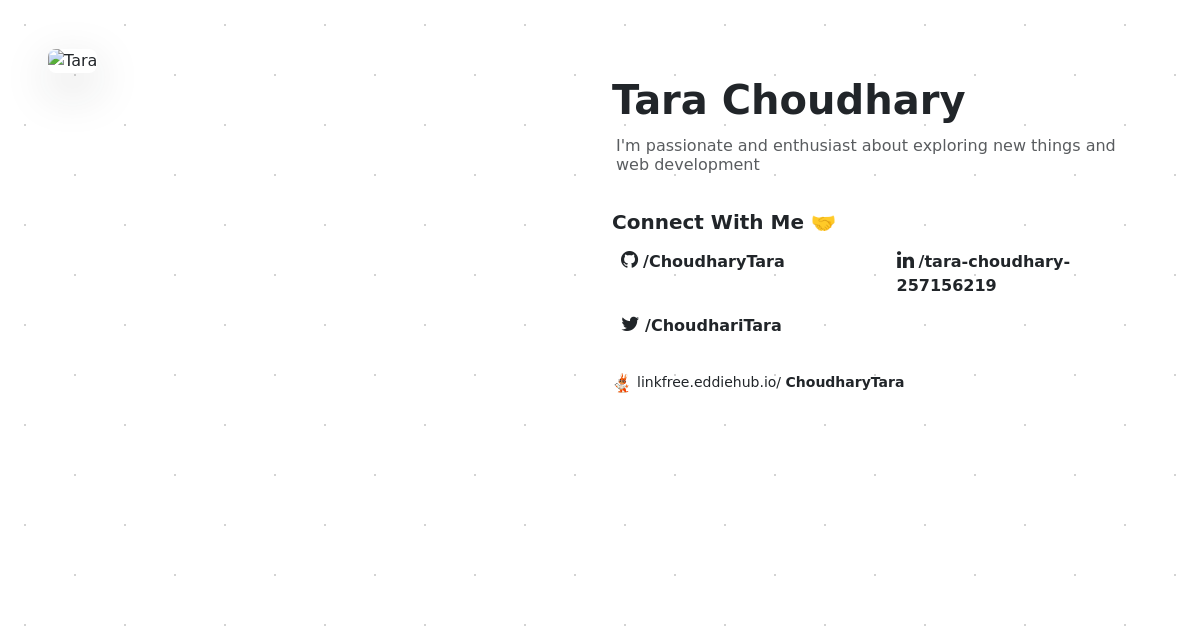 Tara
Tara Choudhary
I'm passionate and enthusiast about exploring new things and
web development
Connect With Me 🤝
/ChoudharyTara
/tara-choudhary-
257156219
/ChoudhariTara
linkfree.eddiehub.io/ ChoudharyTara